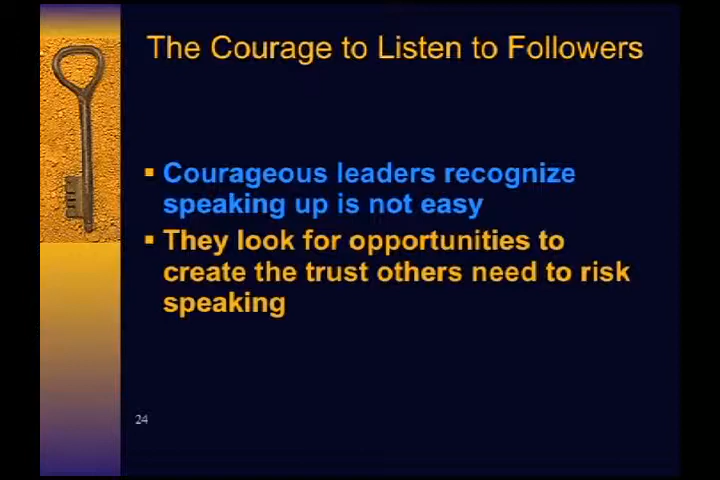 The Courage to Listen to Followers
Courageous leaders recognize
speaking up is not easy
They look for opportunities to
create the trust others need to risk
speaking
24